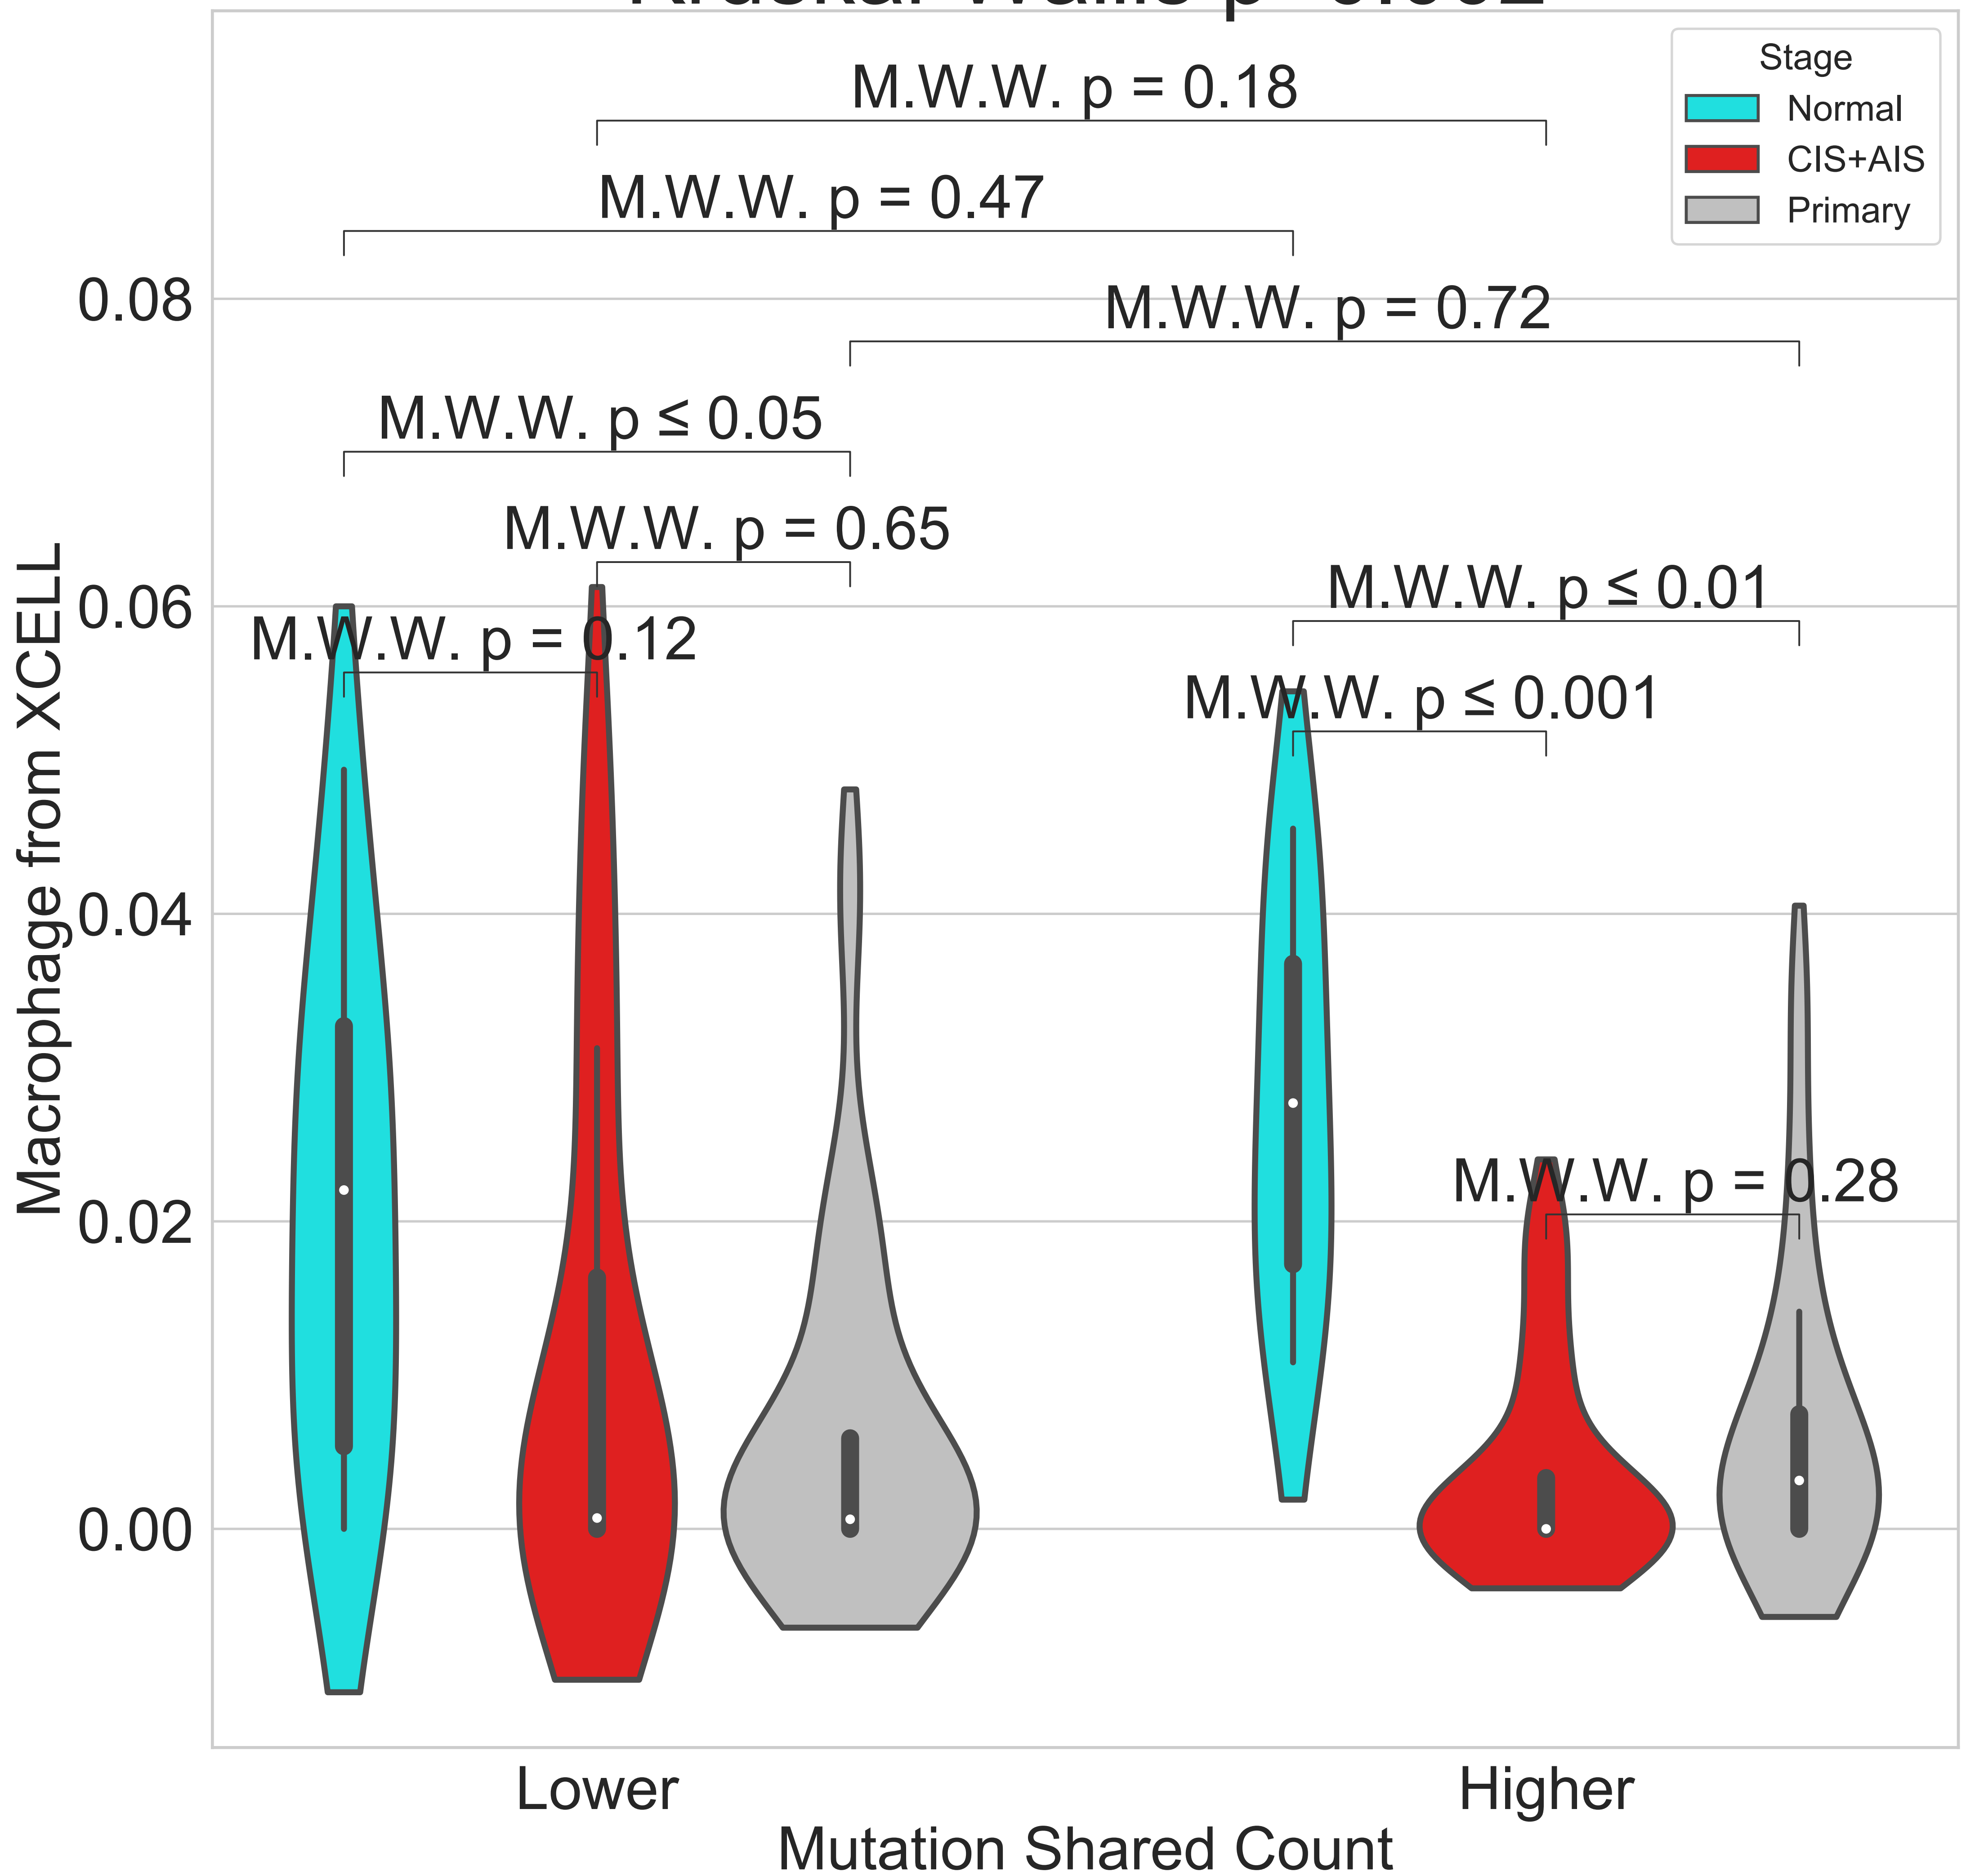 M.W.W. p = 0.18
M.W.W. p = 0.47
M.W.W. p = 0.72
M.W.W. p ≤ 0.05
M.W.W. p = 0.65
M.W.W. p = 0.12
M.W.W. p ≤ 0.01
M.W.W. p ≤ 0.001
M.W.W. p = 0.28
Stage
Normal
CIS+AIS
Primary
Macrophage from XCELL
0.08
0.06
0.04
0.02
0.00
Lower
Higher
Mutation Shared Count